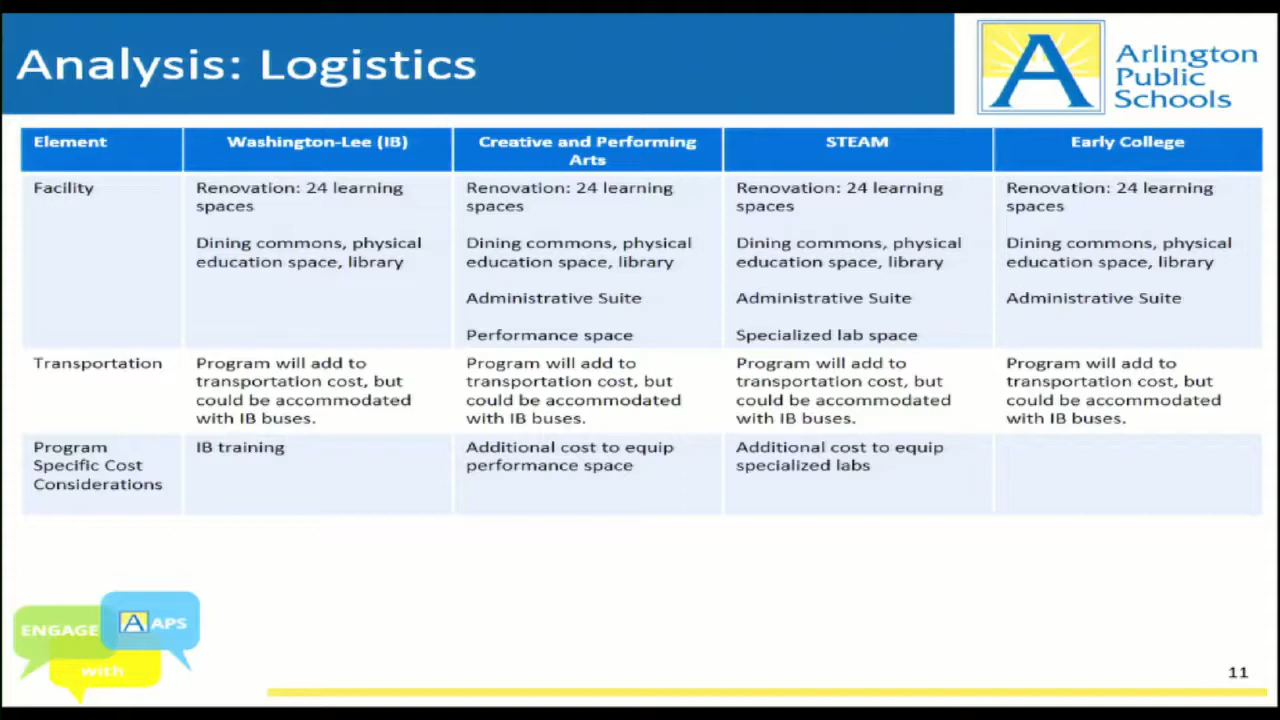 Analysis: Logistics
A
Arlington
Public
Schools
Element
Washington-Lee (IB)
Creative and Performing
Arts
STEAM
Early College
Facility
Renovation: 24 learning
spaces
Dining commons, physical
education space, library
Renovation: 24 learning
spaces
Dining commons, physical
education space, library
Administrative Suite
Performance space
Renovation: 24 learning
spaces
Dining commons, physical
education space, library
Administrative Suite
Specialized lab space
Renovation: 24 learning
spaces
Dining commons, physical
education space, library
Administrative Suite
Transportation
Program will add to
transportation cost, but
could be accommodated
with IB buses.
Program will add to
transportation cost, but
could be accommodated
with IB buses.
Program will add to
transportation cost, but
could be accommodated
with IB buses.
Program will add to
transportation cost, but
could be accommodated
with IB buses.
Program
Specific Cost
Considerations
IB training
Additional cost to equip
performance space
Additional cost to equip
specialized labs
ENGAGE
with
A APS
11